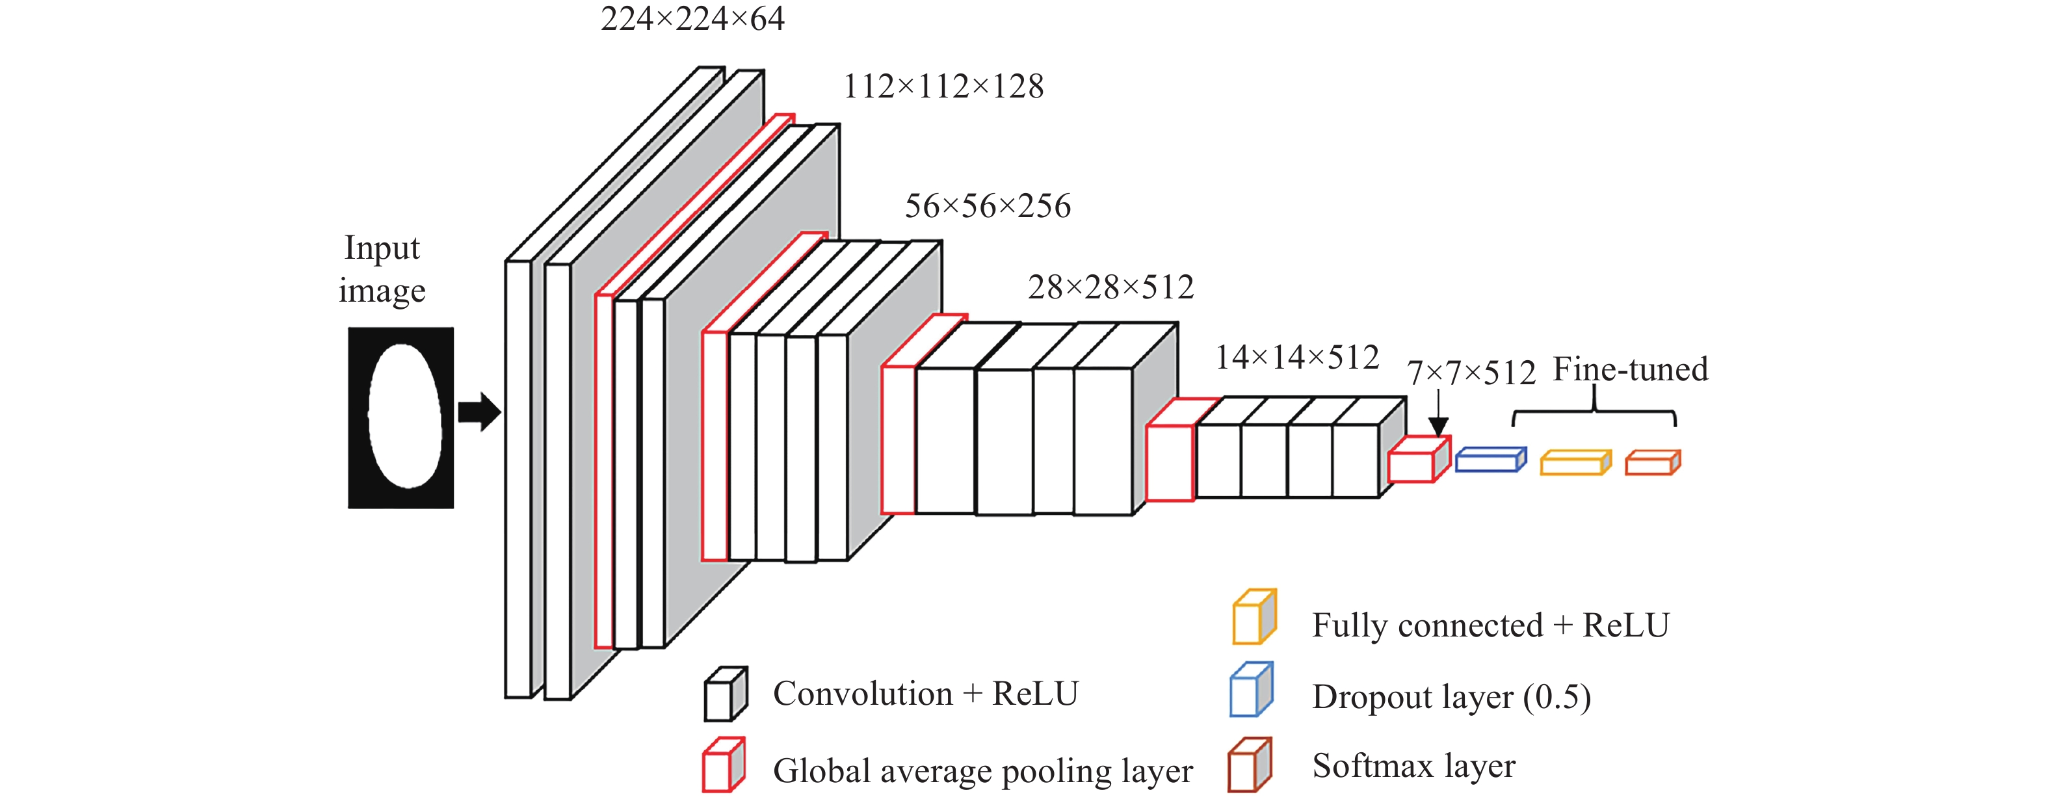 224×224×64
112×112×128
56×56×256
Input
image
28×28×512
14×14×512
7×7×512
Fine-tuned
Convolution + ReLU
Global average pooling layer
Fully connected + ReLU
Dropout layer (0.5)
Softmax layer